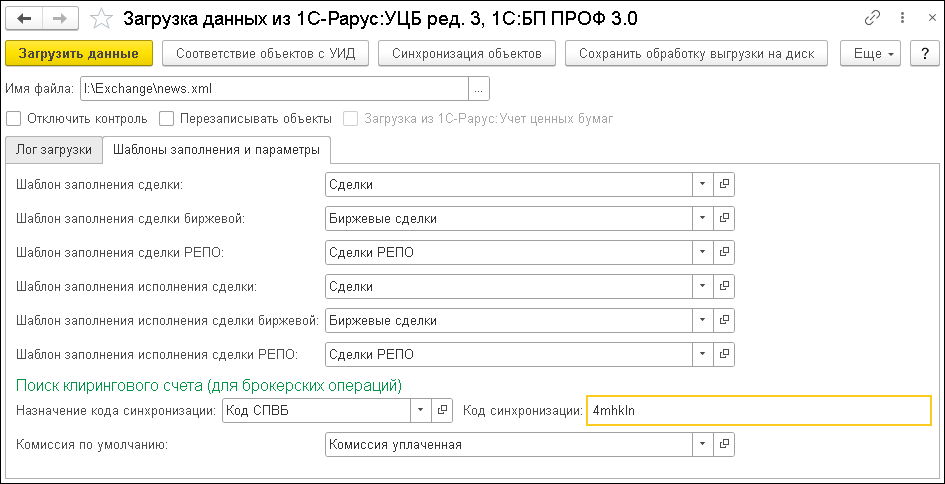 Загрузка данных из 1С-Рарус:УЦБ ред. 3, 1С:БП ПРОФ 3.0
Загрузить данные Соответствие объектов с УИД Синхронизация объектов Сохранить обработку выгрузки на диск Еще ?
Имя файла: I:\Exchange\news.xml ...
Отключить контроль Перезаписывать объекты Загрузка из 1С-Рарус:Учет ценных бумаг
Лог загрузки Шаблоны заполнения и параметры
Шаблон заполнения сделки: Сделки
Шаблон заполнения сделки биржевой: Биржевые сделки
Шаблон заполнения сделки РЕПО: Сделки РЕПО
Шаблон заполнения исполнения сделки: Сделки
Шаблон заполнения исполнения сделки биржевой: Биржевые сделки
Шаблон заполнения исполнения сделки РЕПО: Сделки РЕПО
Поиск клирингового счета (для брокерских операций)
Назначение кода синхронизации: Код СПВБ Код синхронизации: 4mhkln
Комиссия по умолчанию: Комиссия уплаченная